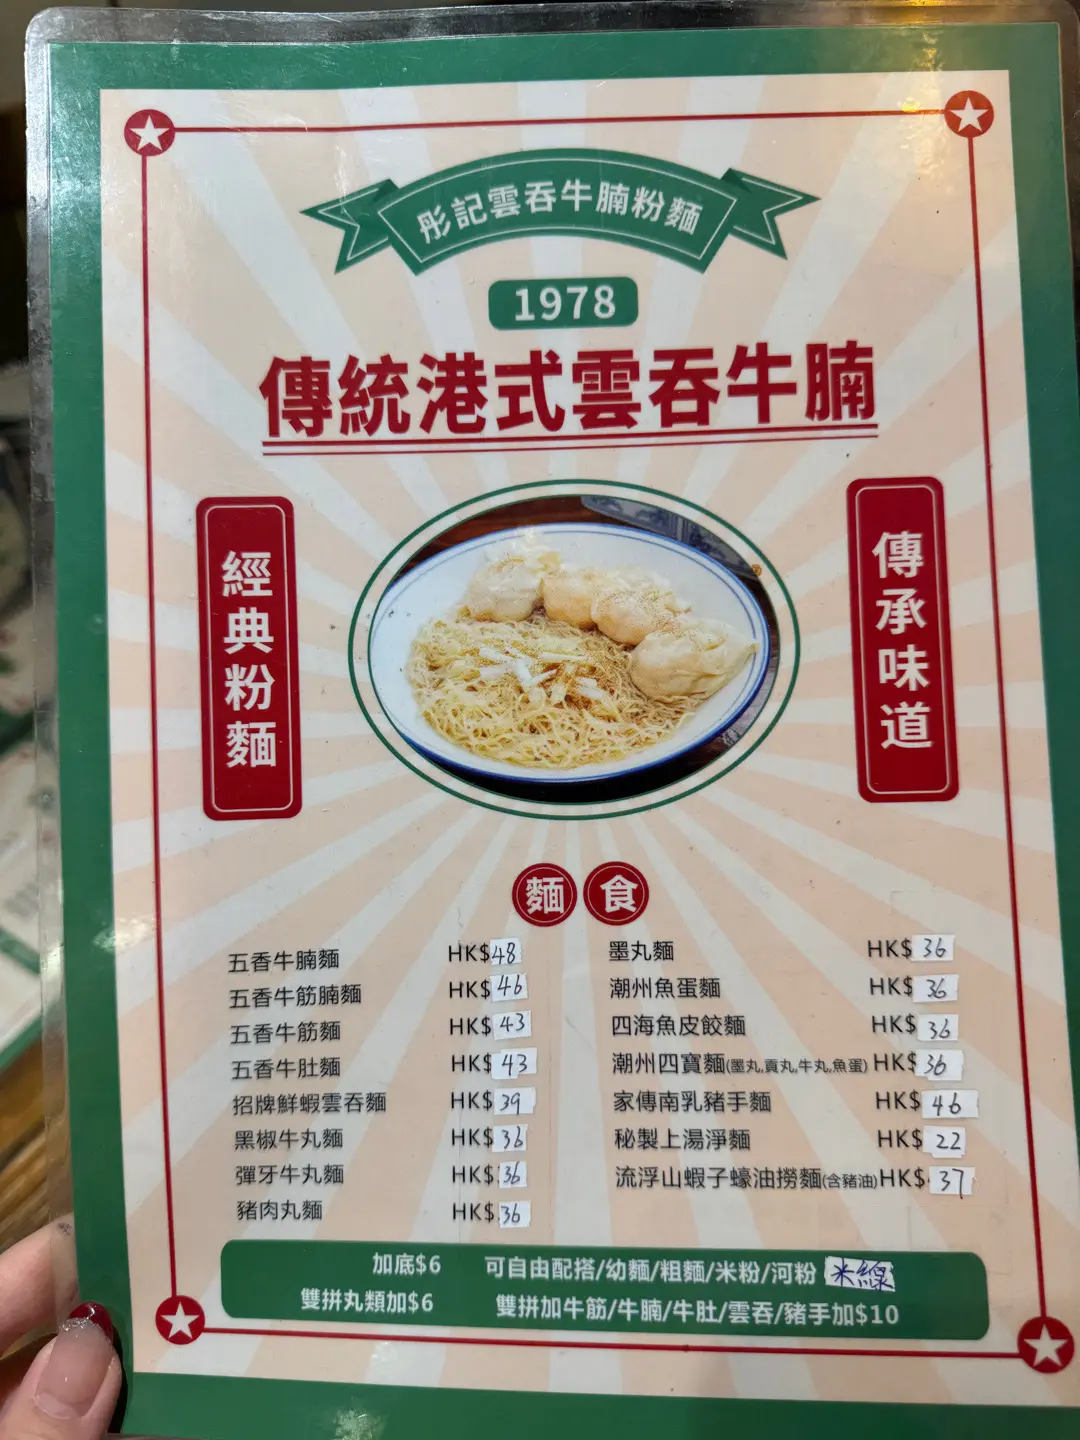 彤記雲吞牛腩粉麵
1978
傳統港式雲吞牛腩
經典粉麵
傳承味道
麵食
五香牛腩麵 HK$48
五香牛筋腩麵 HK$46
五香牛筋麵 HK$43
五香牛肚麵 HK$43
招牌鮮蝦雲吞麵 HK$39
黑椒牛丸麵 HK$36
彈牙牛丸麵 HK$36
豬肉丸麵 HK$36
墨丸麵 HK$36
潮州魚蛋麵 HK$36
四海魚皮餃麵 HK$36
潮州四寶麵(墨丸,貢丸,牛丸,魚蛋) HK$36
家傳南乳豬手麵 HK$46
秘製上湯淨麵 HK$22
流浮山蝦子蠔油撈麵(含豬油) HK$37
加底$6 可自由配搭/幼麵/粗麵/米粉/河粉 米線
雙拼丸類加$6 雙拼加牛筋/牛腩/牛肚/雲吞/豬手加$10